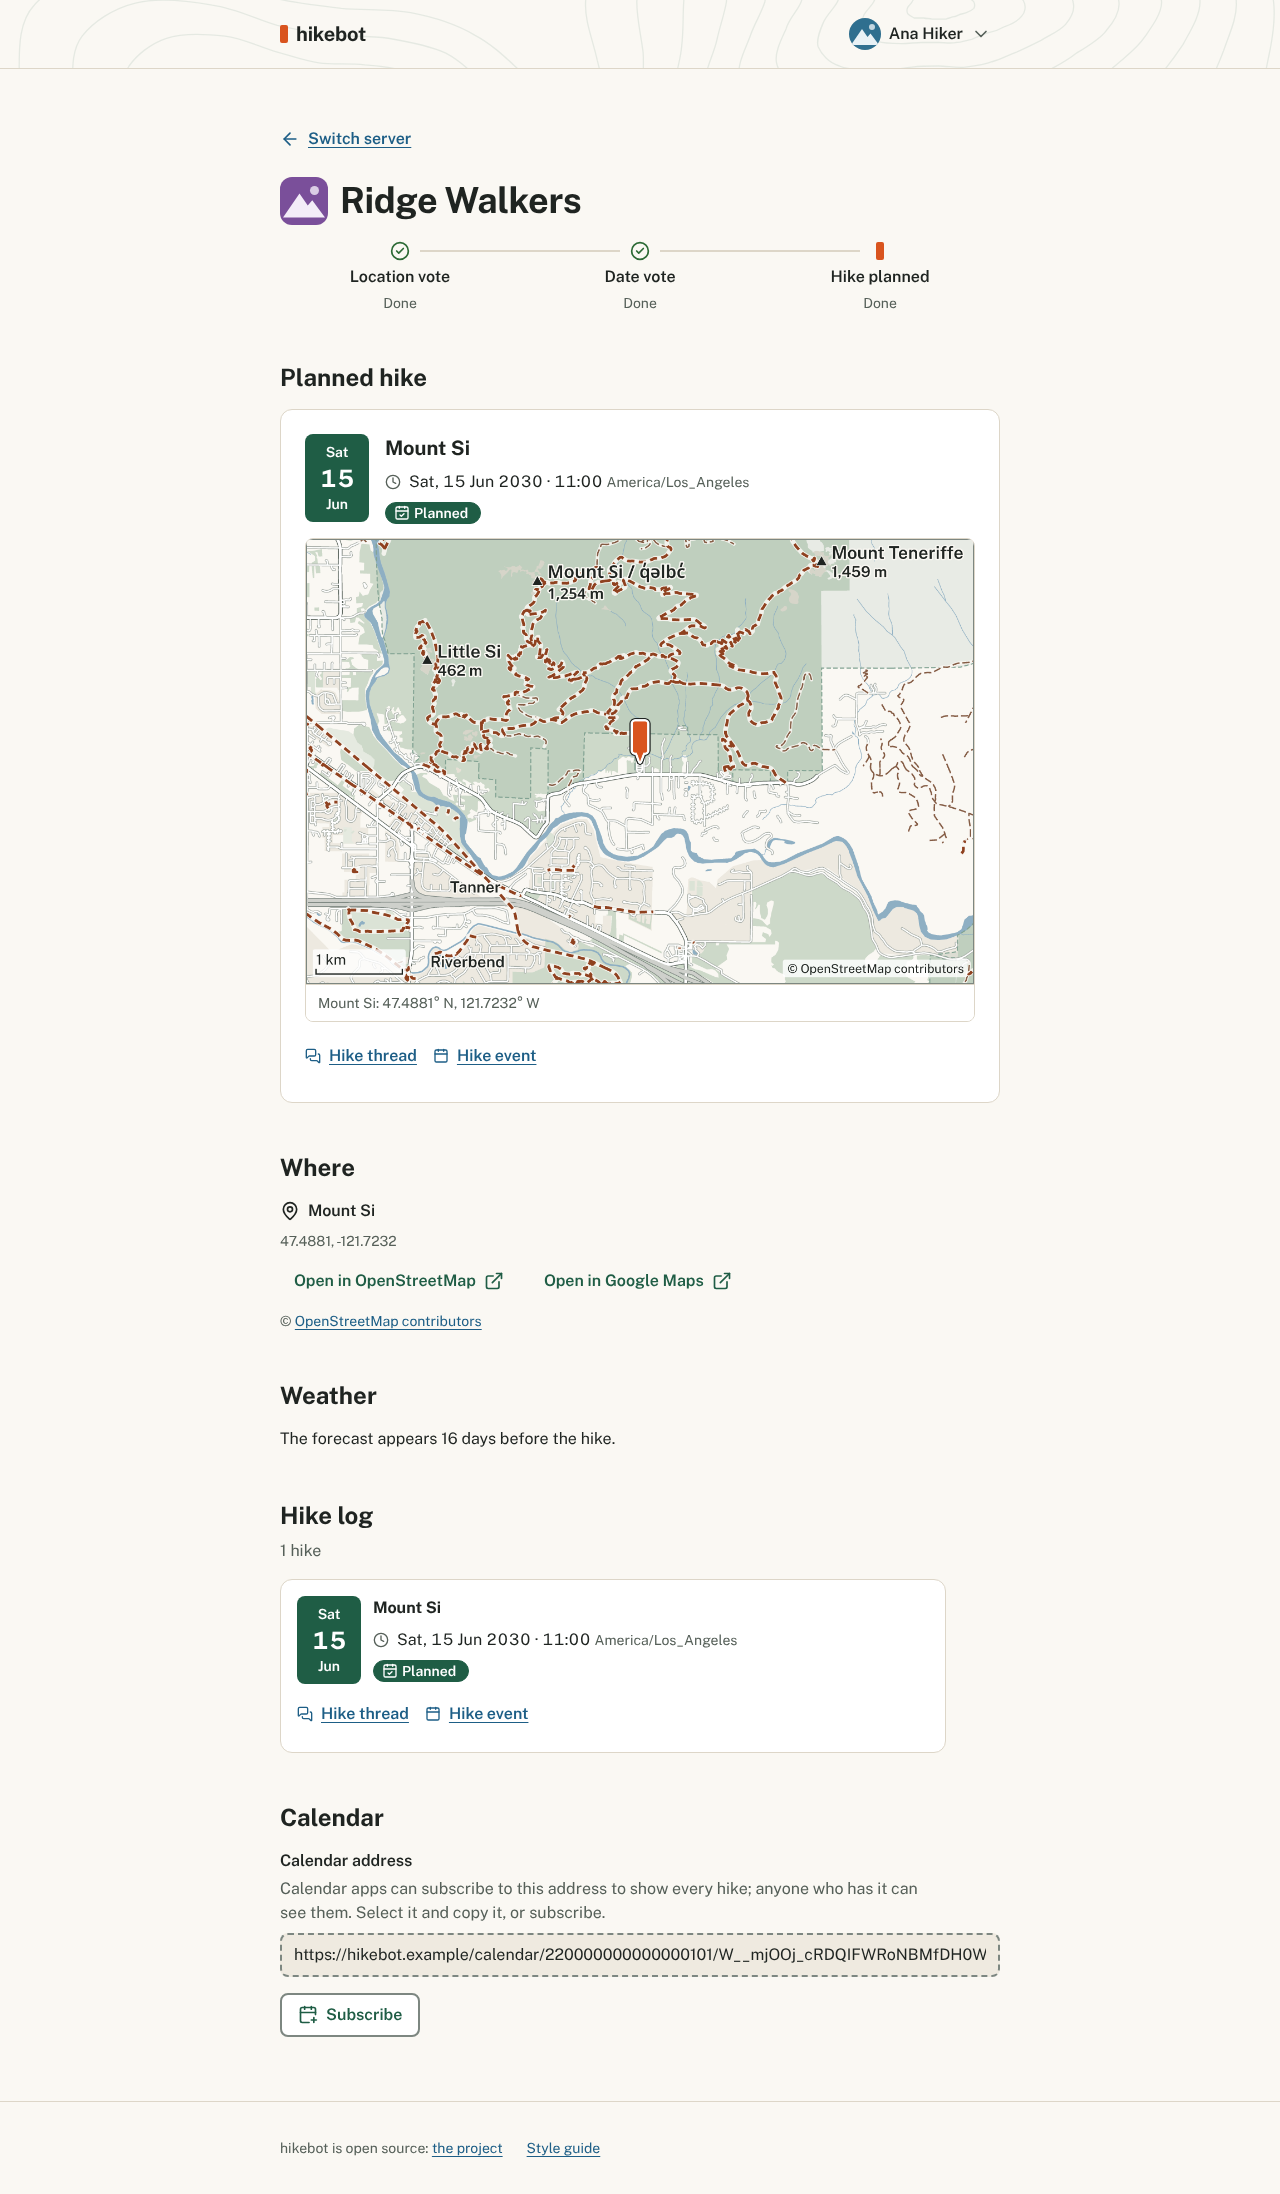 hikebot
Ana Hiker
Switch server
Ridge Walkers
Location vote
Date vote
Hike planned
Done
Done
Done
Planned hike
Sat
15
Jun
Mount Si
Sat, 15 Jun 2030 · 11:00 America/Los_Angeles
Planned
Mount Teneriffe
1,459 m
Mount Si / q̓əlbc̓
1,254 m
Little Si
462 m
Tanner
Riverbend
1 km
© OpenStreetMap contributors
Mount Si: 47.4881° N, 121.7232° W
Hike thread
Hike event
Where
Mount Si
47.4881, -121.7232
Open in OpenStreetMap
Open in Google Maps
© OpenStreetMap contributors
Weather
The forecast appears 16 days before the hike.
Hike log
1 hike
Sat
15
Jun
Mount Si
Sat, 15 Jun 2030 · 11:00 America/Los_Angeles
Planned
Hike thread
Hike event
Calendar
Calendar address
Calendar apps can subscribe to this address to show every hike; anyone who has it can
see them. Select it and copy it, or subscribe.
https://hikebot.example/calendar/220000000000000101/W__mjOOj_cRDQIFWRoNBMfDH0W
Subscribe
hikebot is open source: the project
Style guide